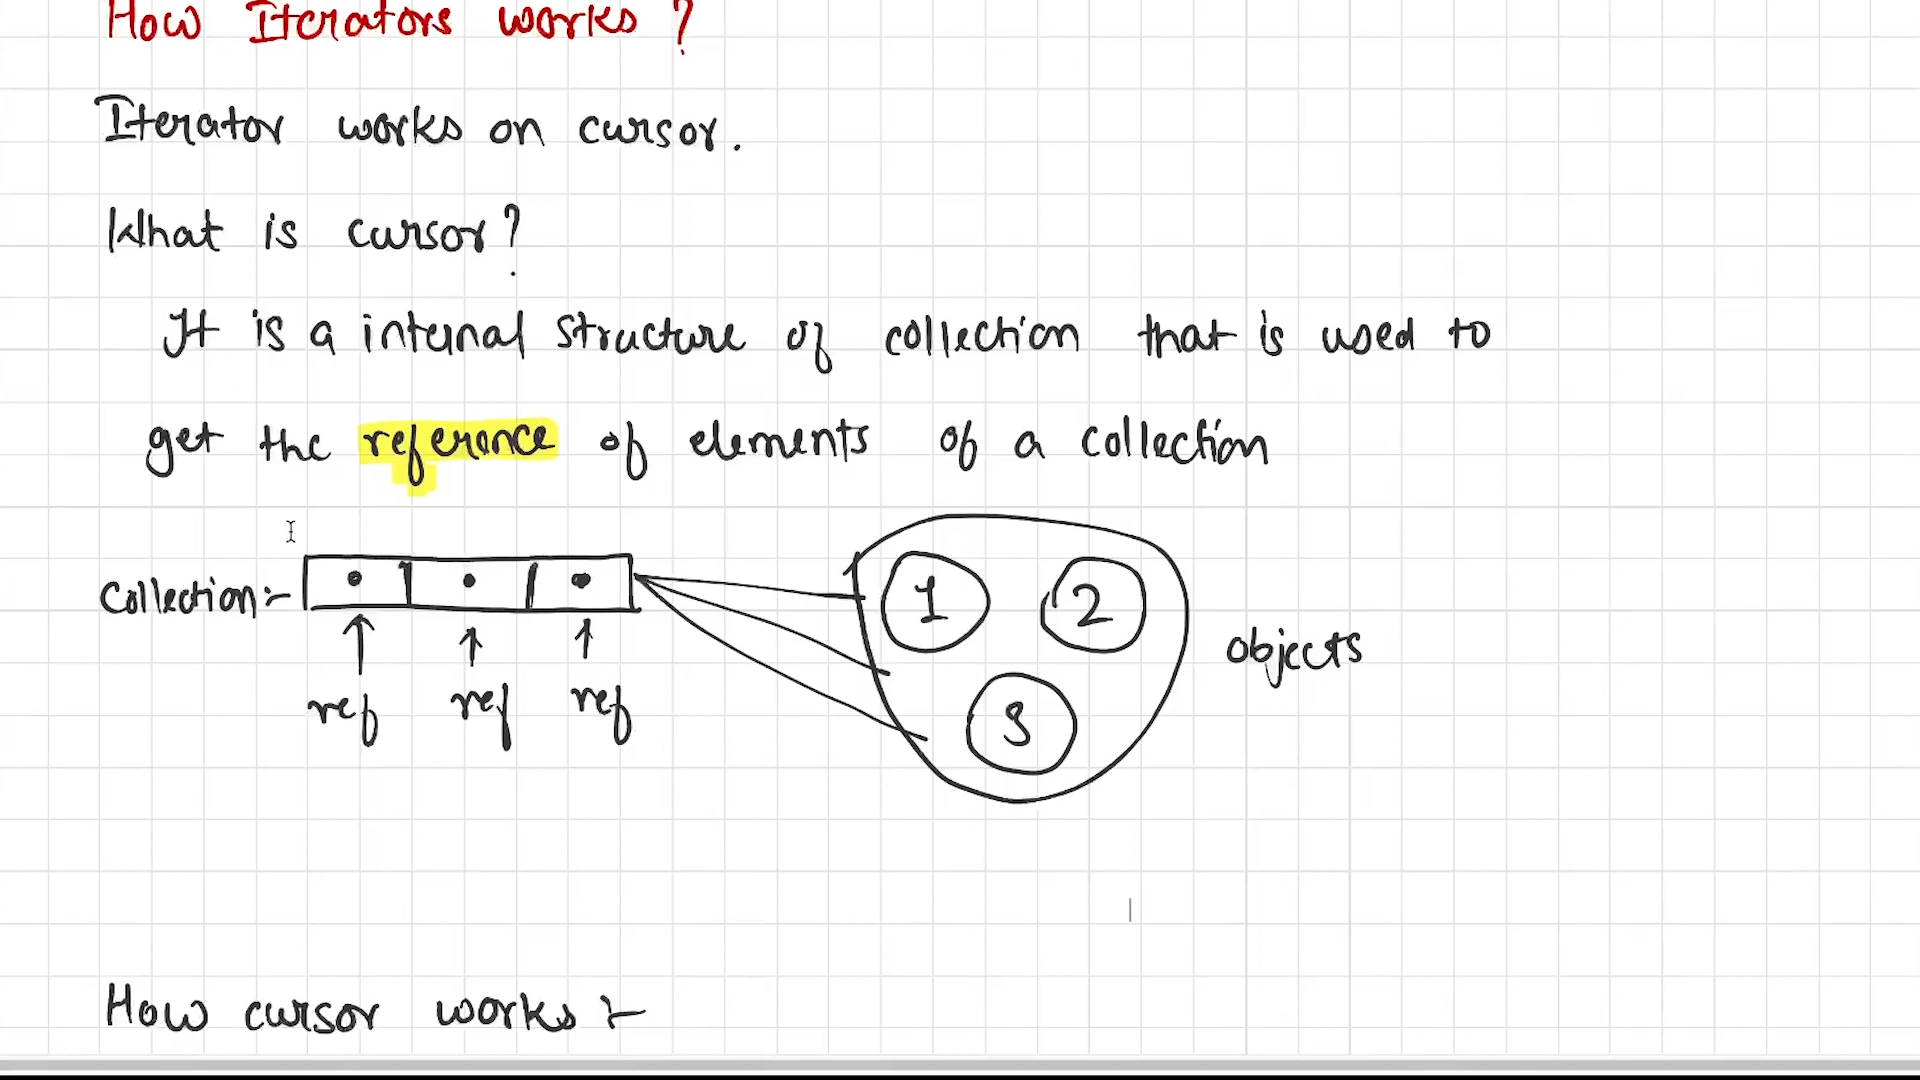 How Iterators works ?
Iterator works on cursor.
What is cursor?
It is a internal structure of collection that is used to
get the reference of elements of a collection
Collection:-
1 2
objects
ref ref ref
3
How cursor works :-